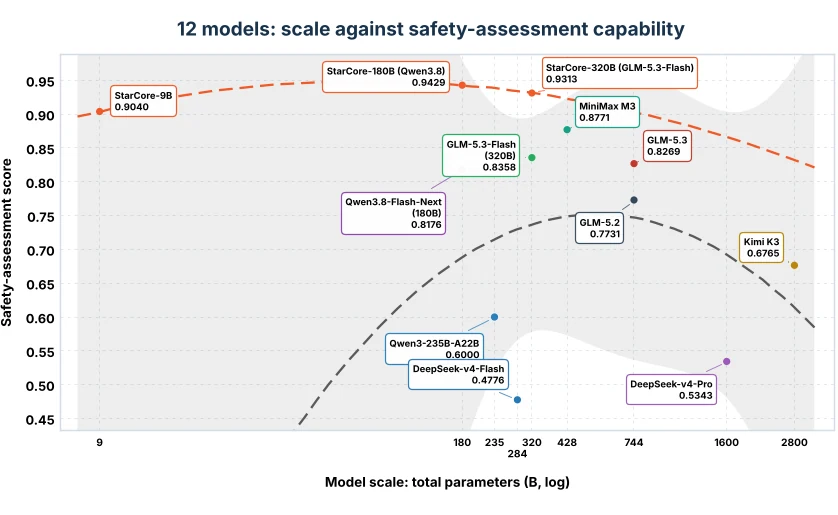 12 models: scale against safety-assessment capability
Safety-assessment score
0.95
0.90
0.85
0.80
0.75
0.70
0.65
0.60
0.55
0.50
0.45
StarCore-9B
0.9040
StarCore-180B (Qwen3.8)
0.9429
StarCore-320B (GLM-5.3-Flash)
0.9313
MiniMax M3
0.8771
GLM-5.3-Flash
(320B)
0.8358
GLM-5.3
0.8269
Qwen3.8-Flash-Next
(180B)
0.8176
GLM-5.2
0.7731
Kimi K3
0.6765
Qwen3-235B-A22B
0.6000
DeepSeek-v4-Flash
0.4776
DeepSeek-v4-Pro
0.5343
9
180
235
284
320
428
744
1600
2800
Model scale: total parameters (B, log)